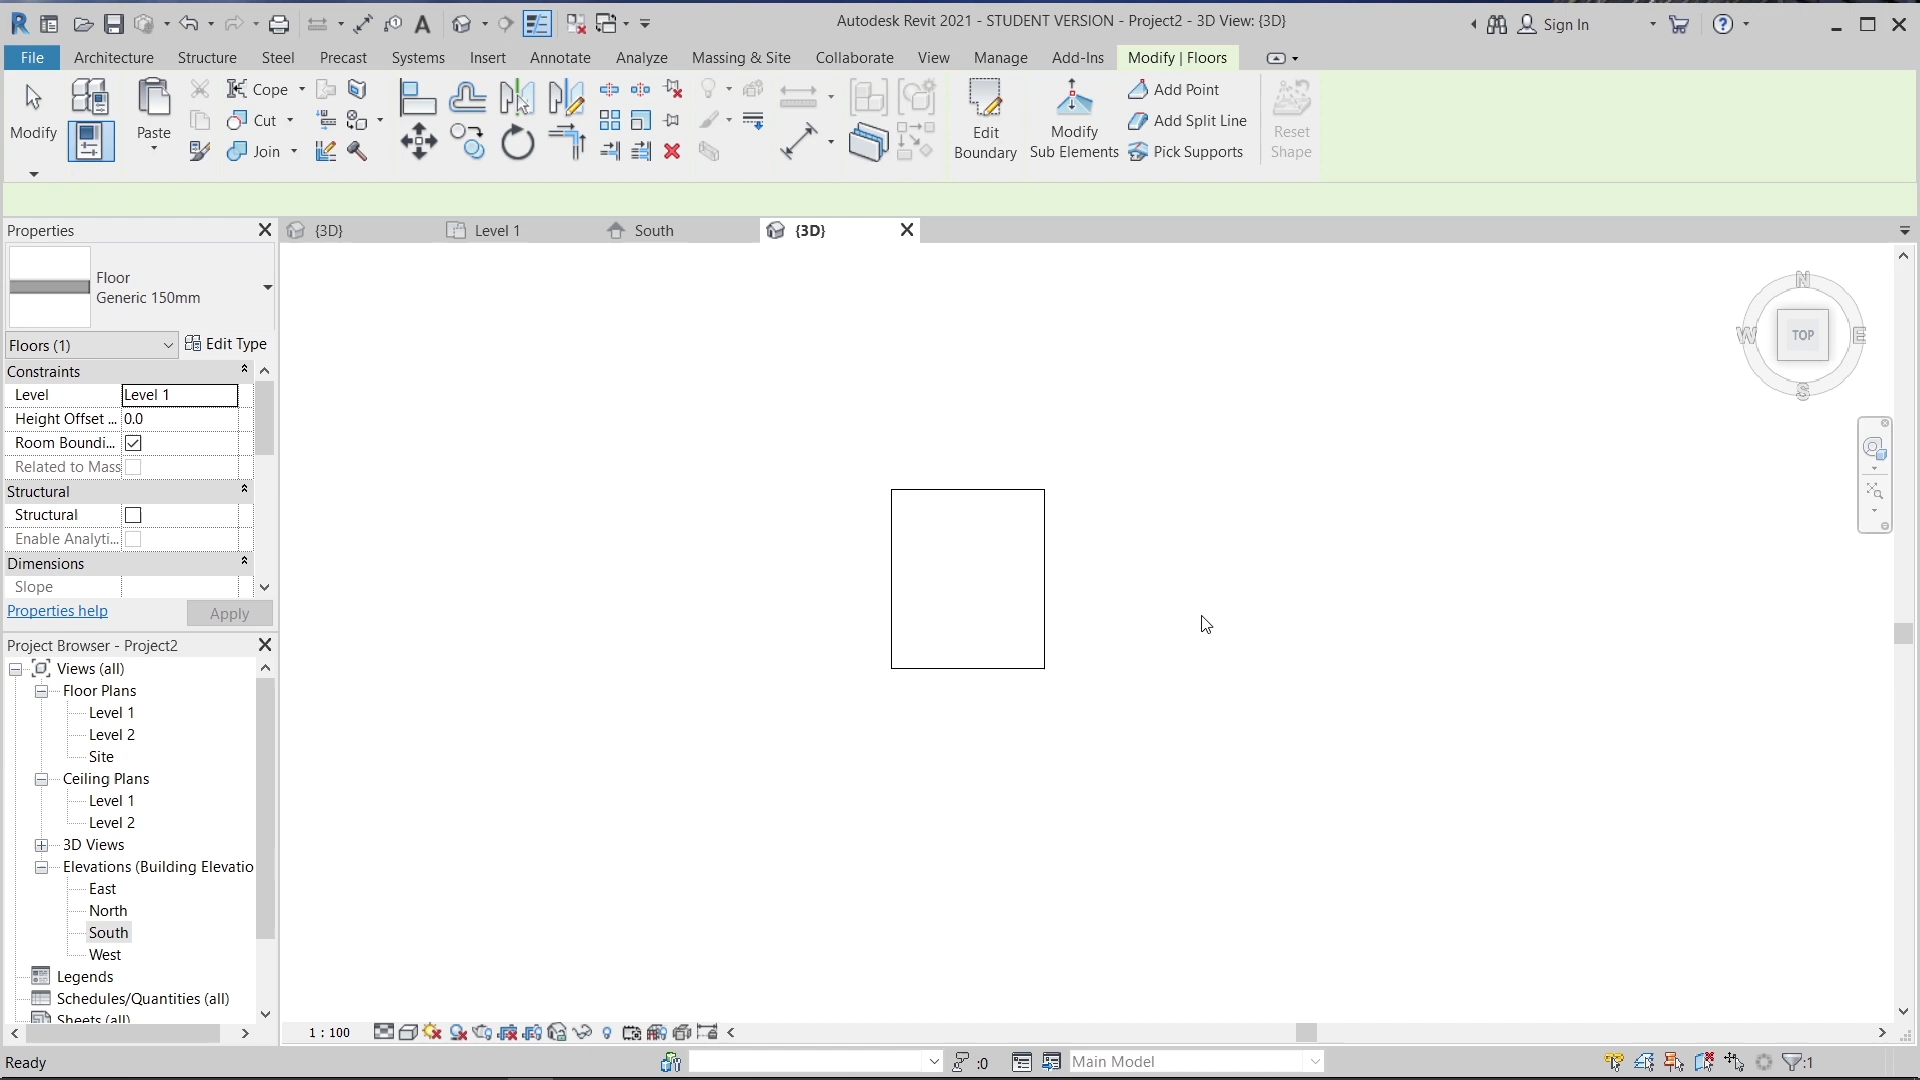 Autodesk Revit 2021 - STUDENT VERSION - Project2 - 3D View: {3D}
Sign In
File Architecture Structure Steel Precast Systems Insert Annotate Analyze Massing & Site Collaborate View Manage Add-Ins Modify | Floors
Modify
Paste
Cope
Cut
Join
Edit Boundary
Modify Sub Elements
Add Point
Add Split Line
Pick Supports
Reset Shape
Properties
{3D}
Level 1
South
{3D}
Floor
Generic 150mm
Floors (1)
Edit Type
Constraints
Level Level 1
Height Offset ... 0.0
Room Boundi...
Related to Mass
Structural
Structural
Enable Analyti...
Dimensions
Slope
Properties help
Apply
N
W TOP E
S
Project Browser - Project2
Views (all)
Floor Plans
Level 1
Level 2
Site
Ceiling Plans
Level 1
Level 2
3D Views
Elevations (Building Elevatio
East
North
South
West
Legends
Schedules/Quantities (all)
Sheets (all)
1 : 100
Ready
:0
Main Model
:1